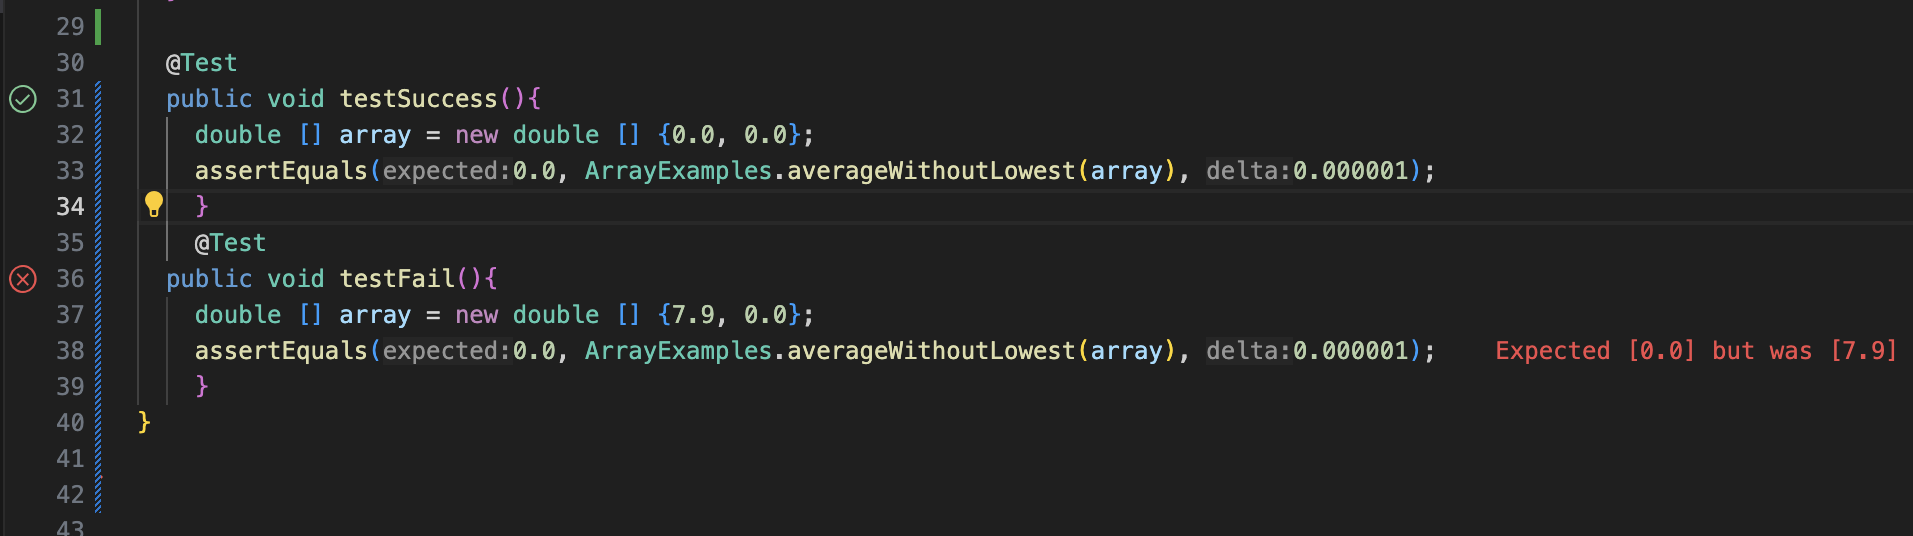 29
30 @Test
31 public void testSuccess(){
32 double [] array = new double [] {0.0, 0.0};
33 assertEquals(expected:0.0, ArrayExamples.averageWithoutLowest(array), delta:0.000001);
34 }
35 @Test
36 public void testFail(){
37 double [] array = new double [] {7.9, 0.0};
38 assertEquals(expected:0.0, ArrayExamples.averageWithoutLowest(array), delta:0.000001); Expected [0.0] but was [7.9]
39 }
40 }
41
42
43